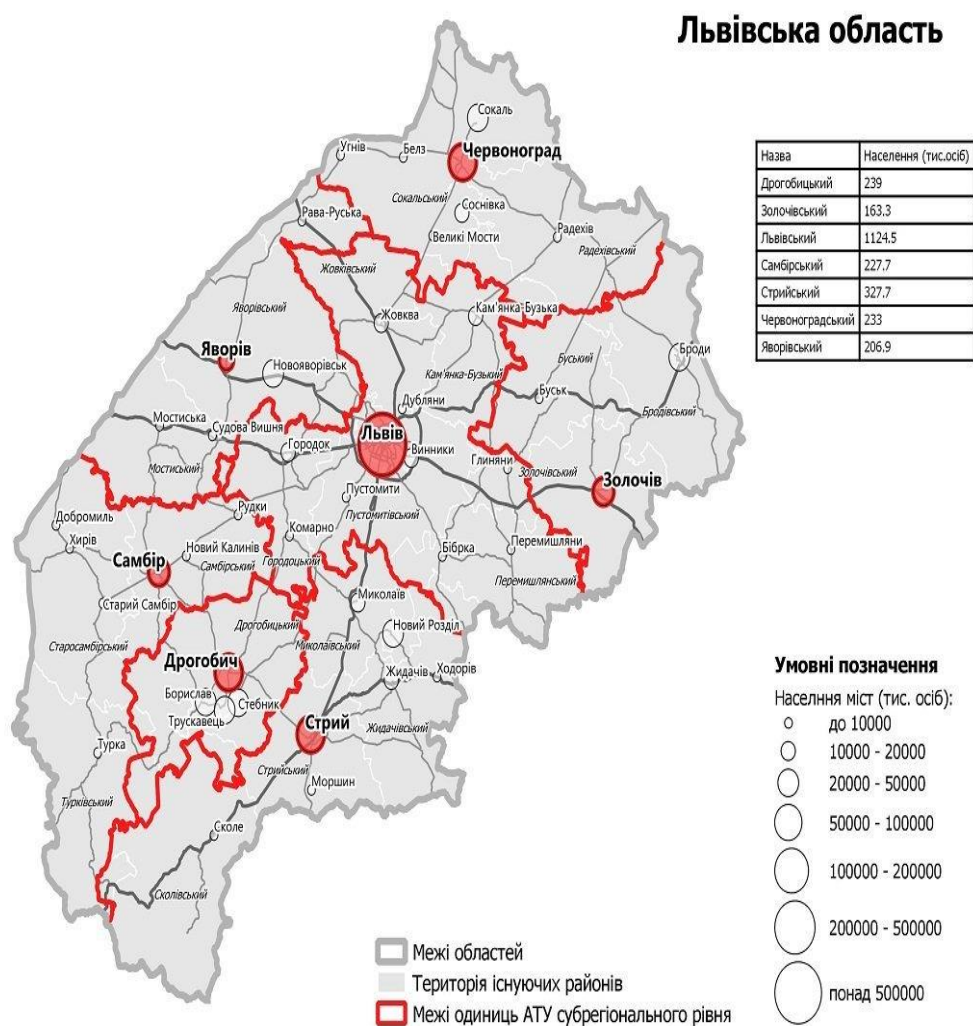 Львівська область
Назва Населення (тис.осіб)
Дрогобицький 239
Золочівський 163.3
Львівський 1124.5
Самбірський 227.7
Стрийський 327.7
Червоноградський 233
Яворівський 206.9
Сокаль
Угнів
Белз
Червоноград
Сокальський
Соснівка
Рава-Руська
Великі Мости
Радехів
Радехівський
Жовківський
Яворівський
Жовква
Кам'янка-Бузька
Яворів
Новояворівськ
Кам'янка-Бузький
Буський
Броди
Дубляни
Буськ
Бродівський
Мостиська
Судова Вишня
Львів
Городок
Винники
Мостиський
Глиняни
Золочівський
Золочів
Пустомити
Рудки
Пустомитівський
Добромиль
Комарно
Хирів
Новий Калинів
Бібрка
Перемишляни
Самбір
Самбірський
Городоцький
Перемишлянський
Старий Самбір
Миколаїв
Дрогобицький
Новий Розділ
Старосамбірський
Миколаївський
Дрогобич
Жидачів
Ходорів
Борислав
Стебник
Трускавець
Стрий
Жидачівський
Турка
Стрийський
Моршин
Турківський
Сколе
Сколівський
Умовні позначення
Населння міст (тис. осіб):
до 10000
10000 - 20000
20000 - 50000
50000 - 100000
100000 - 200000
200000 - 500000
понад 500000
Межі областей
Територія існуючих районів
Межі одиниць АТУ субрегіонального рівня